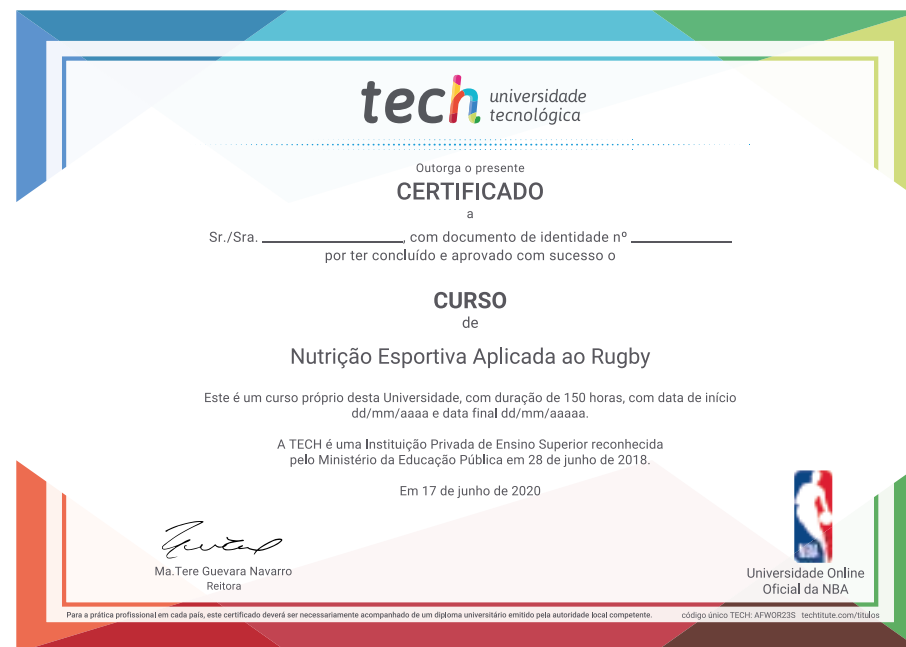 tech universidade
tecnológica
Outorga o presente
CERTIFICADO
a
Sr./Sra. ____________________, com documento de identidade nº ______________
por ter concluído e aprovado com sucesso o
CURSO
de
Nutrição Esportiva Aplicada ao Rugby
Este é um curso próprio desta Universidade, com duração de 150 horas, com data de início
dd/mm/aaaa e data final dd/mm/aaaaa.
A TECH é uma Instituição Privada de Ensino Superior reconhecida
pelo Ministério da Educação Pública em 28 de junho de 2018.
Em 17 de junho de 2020
Ma.Tere Guevara Navarro
Reitora
NBA
Universidade Online
Oficial da NBA
Para a prática profissional em cada país, este certificado deverá ser necessariamente acompanhado de um diploma universitário emitido pela autoridade local competente.
código único TECH: AFWOR23S techtitute.com/titulos